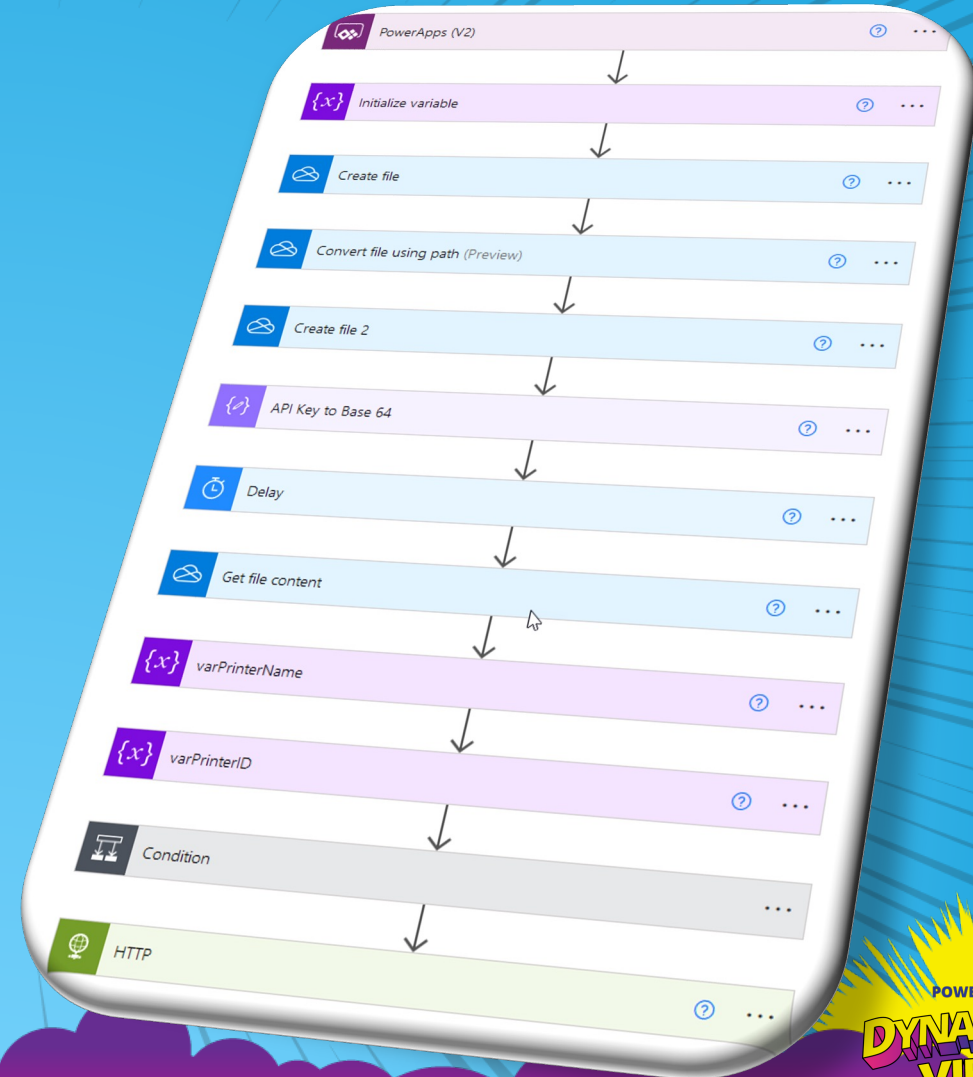 PowerApps (V2)
{x} Initialize variable
Create file
Convert file using path (Preview)
Create file 2
API Key to Base 64
Delay
Get file content
{x} varPrinterName
{x} varPrinterID
Condition
HTTP